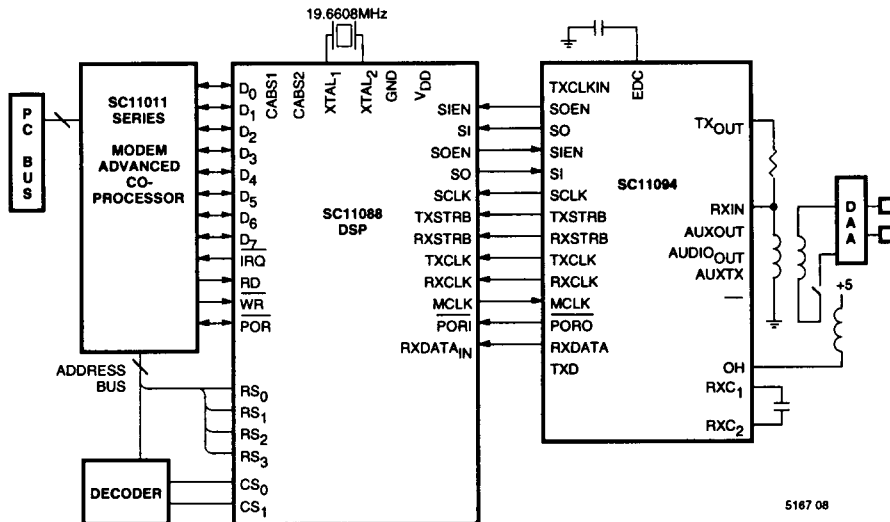 19.6608MHz
PC BUS
SC11011
SERIES
MODEM
ADVANCED
CO-
PROCESSOR
D0
D1
D2
D3
D4
D5
D6
D7
IRQ
RD
WR
POR
ADDRESS
BUS
RS0
RS1
RS2
RS3
DECODER
CS0
CS1
CABS1
CABS2
XTAL1
XTAL2
GND
VDD
SC11088
DSP
SIEN
SI
SOEN
SO
SCLK
TXSTRB
RXSTRB
TXCLK
RXCLK
MCLK
PORI
RXDATAIN
EDC
TXCLKIN
SOEN
SO
SIEN
SI
SCLK
TXSTRB
RXSTRB
TXCLK
RXCLK
MCLK
PORO
RXDATA
TXD
SC11094
TXOUT
RXIN
AUXOUT
AUDIOOUT
AUXTX
OH
RXC1
RXC2
DAA
+5
5167 08